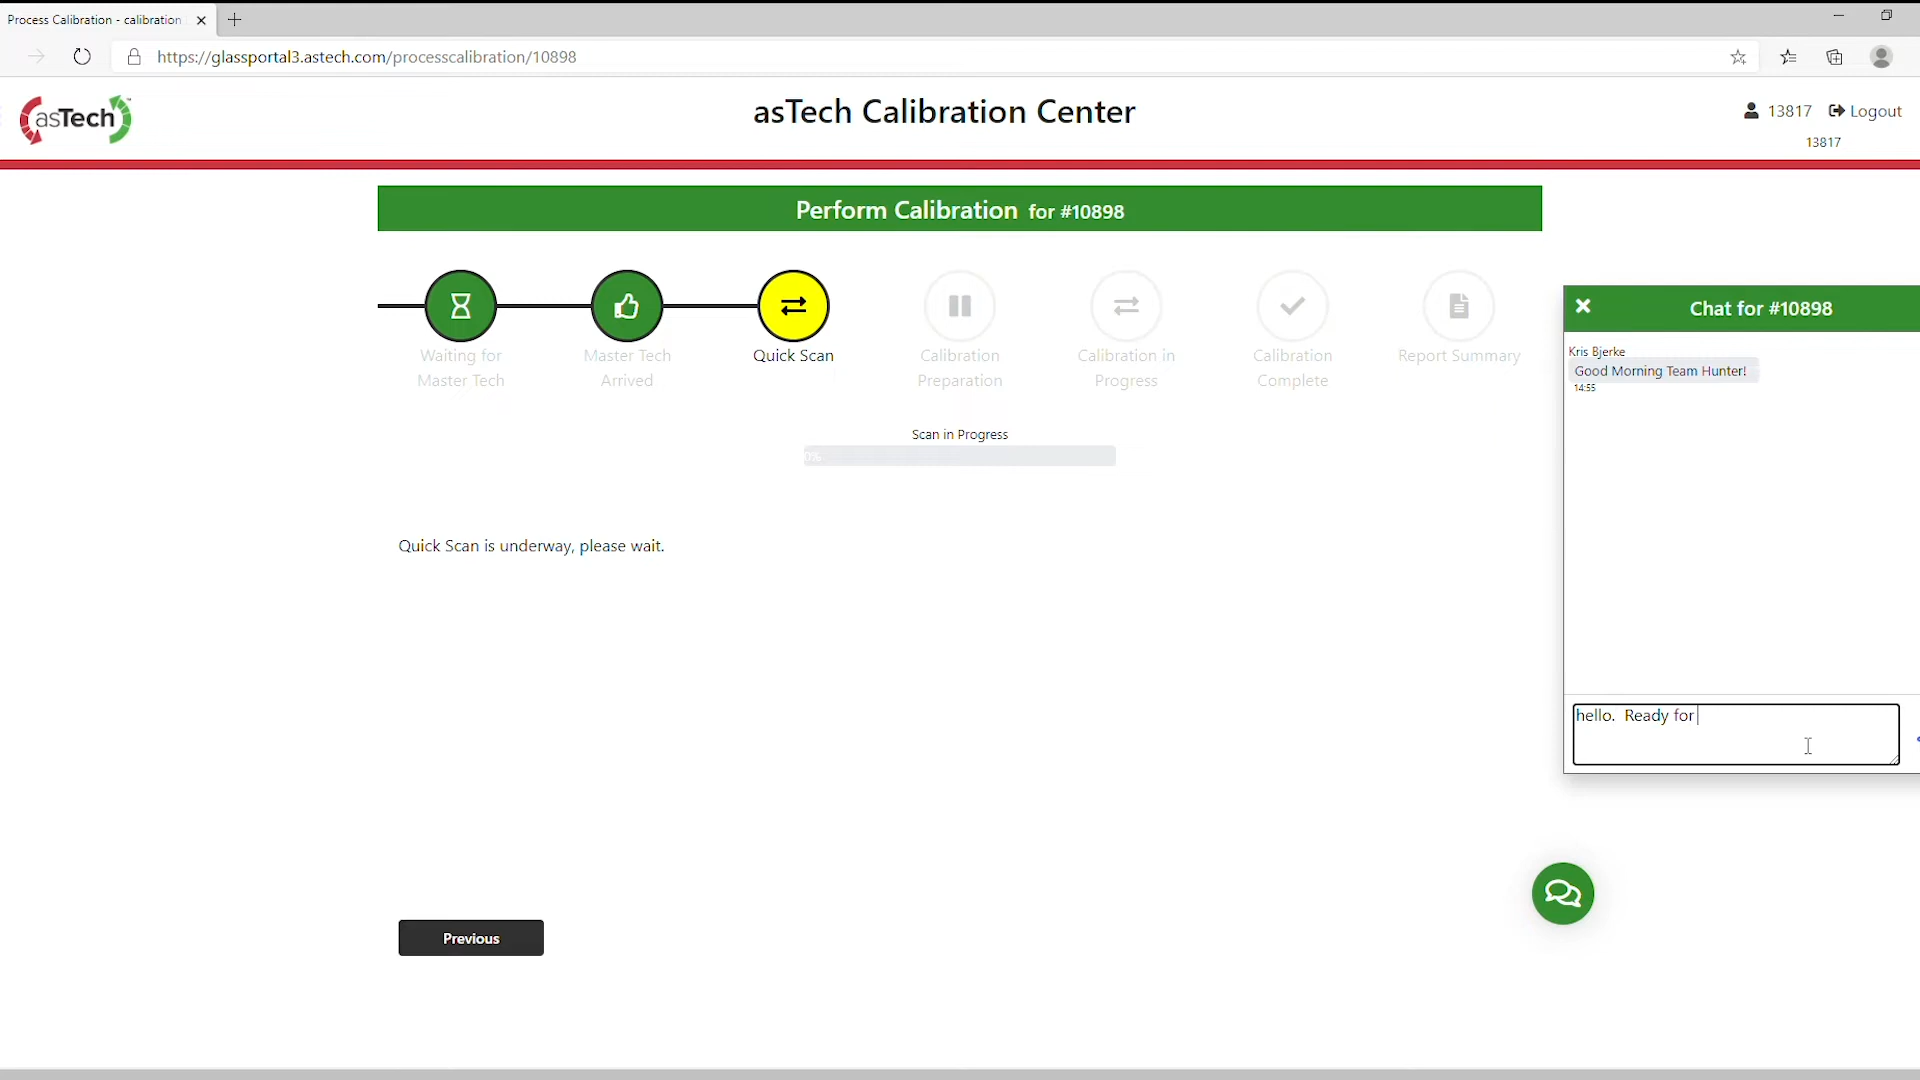 Process Calibration - calibration
https://glassportal3.astech.com/processcalibration/10898
asTech
asTech Calibration Center
13817 Logout
13817
Perform Calibration for #10898
Waiting for
Master Tech
Master Tech
Arrived
Quick Scan
Calibration
Preparation
Calibration in
Progress
Calibration
Complete
Report Summary
Scan in Progress
0%
Quick Scan is underway, please wait.
Previous
Chat for #10898
Kris Bjerke
Good Morning Team Hunter!
14:55
hello.  Ready for